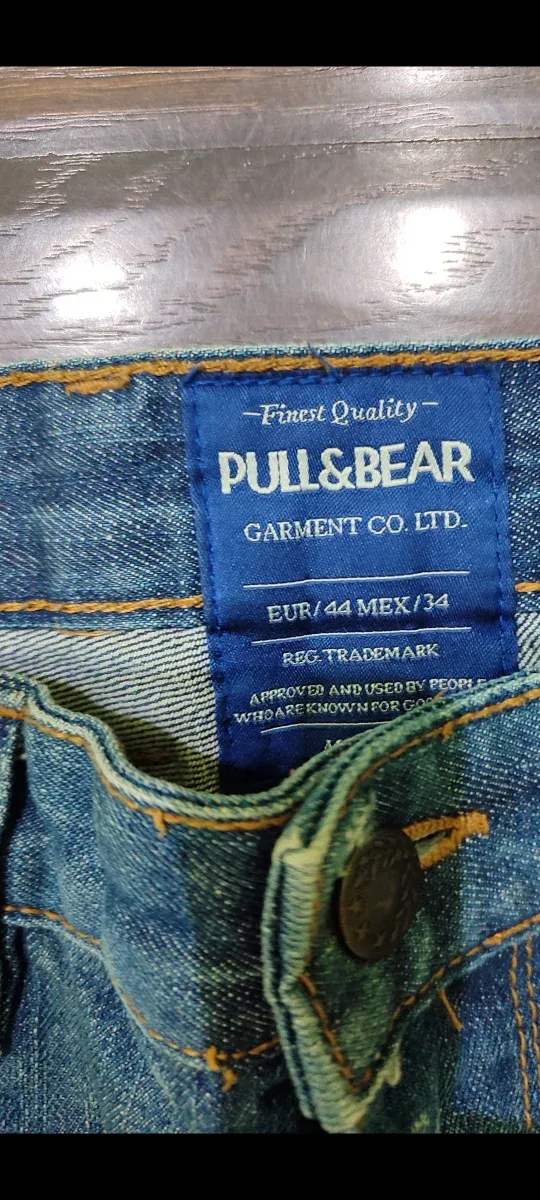 -Finest Quality-
PULL&BEAR
GARMENT CO. LTD.
EUR/44 MEX/34
REG. TRADEMARK
APPROVED AND USED BY PEOPLE
WHO ARE KNOWN FOR